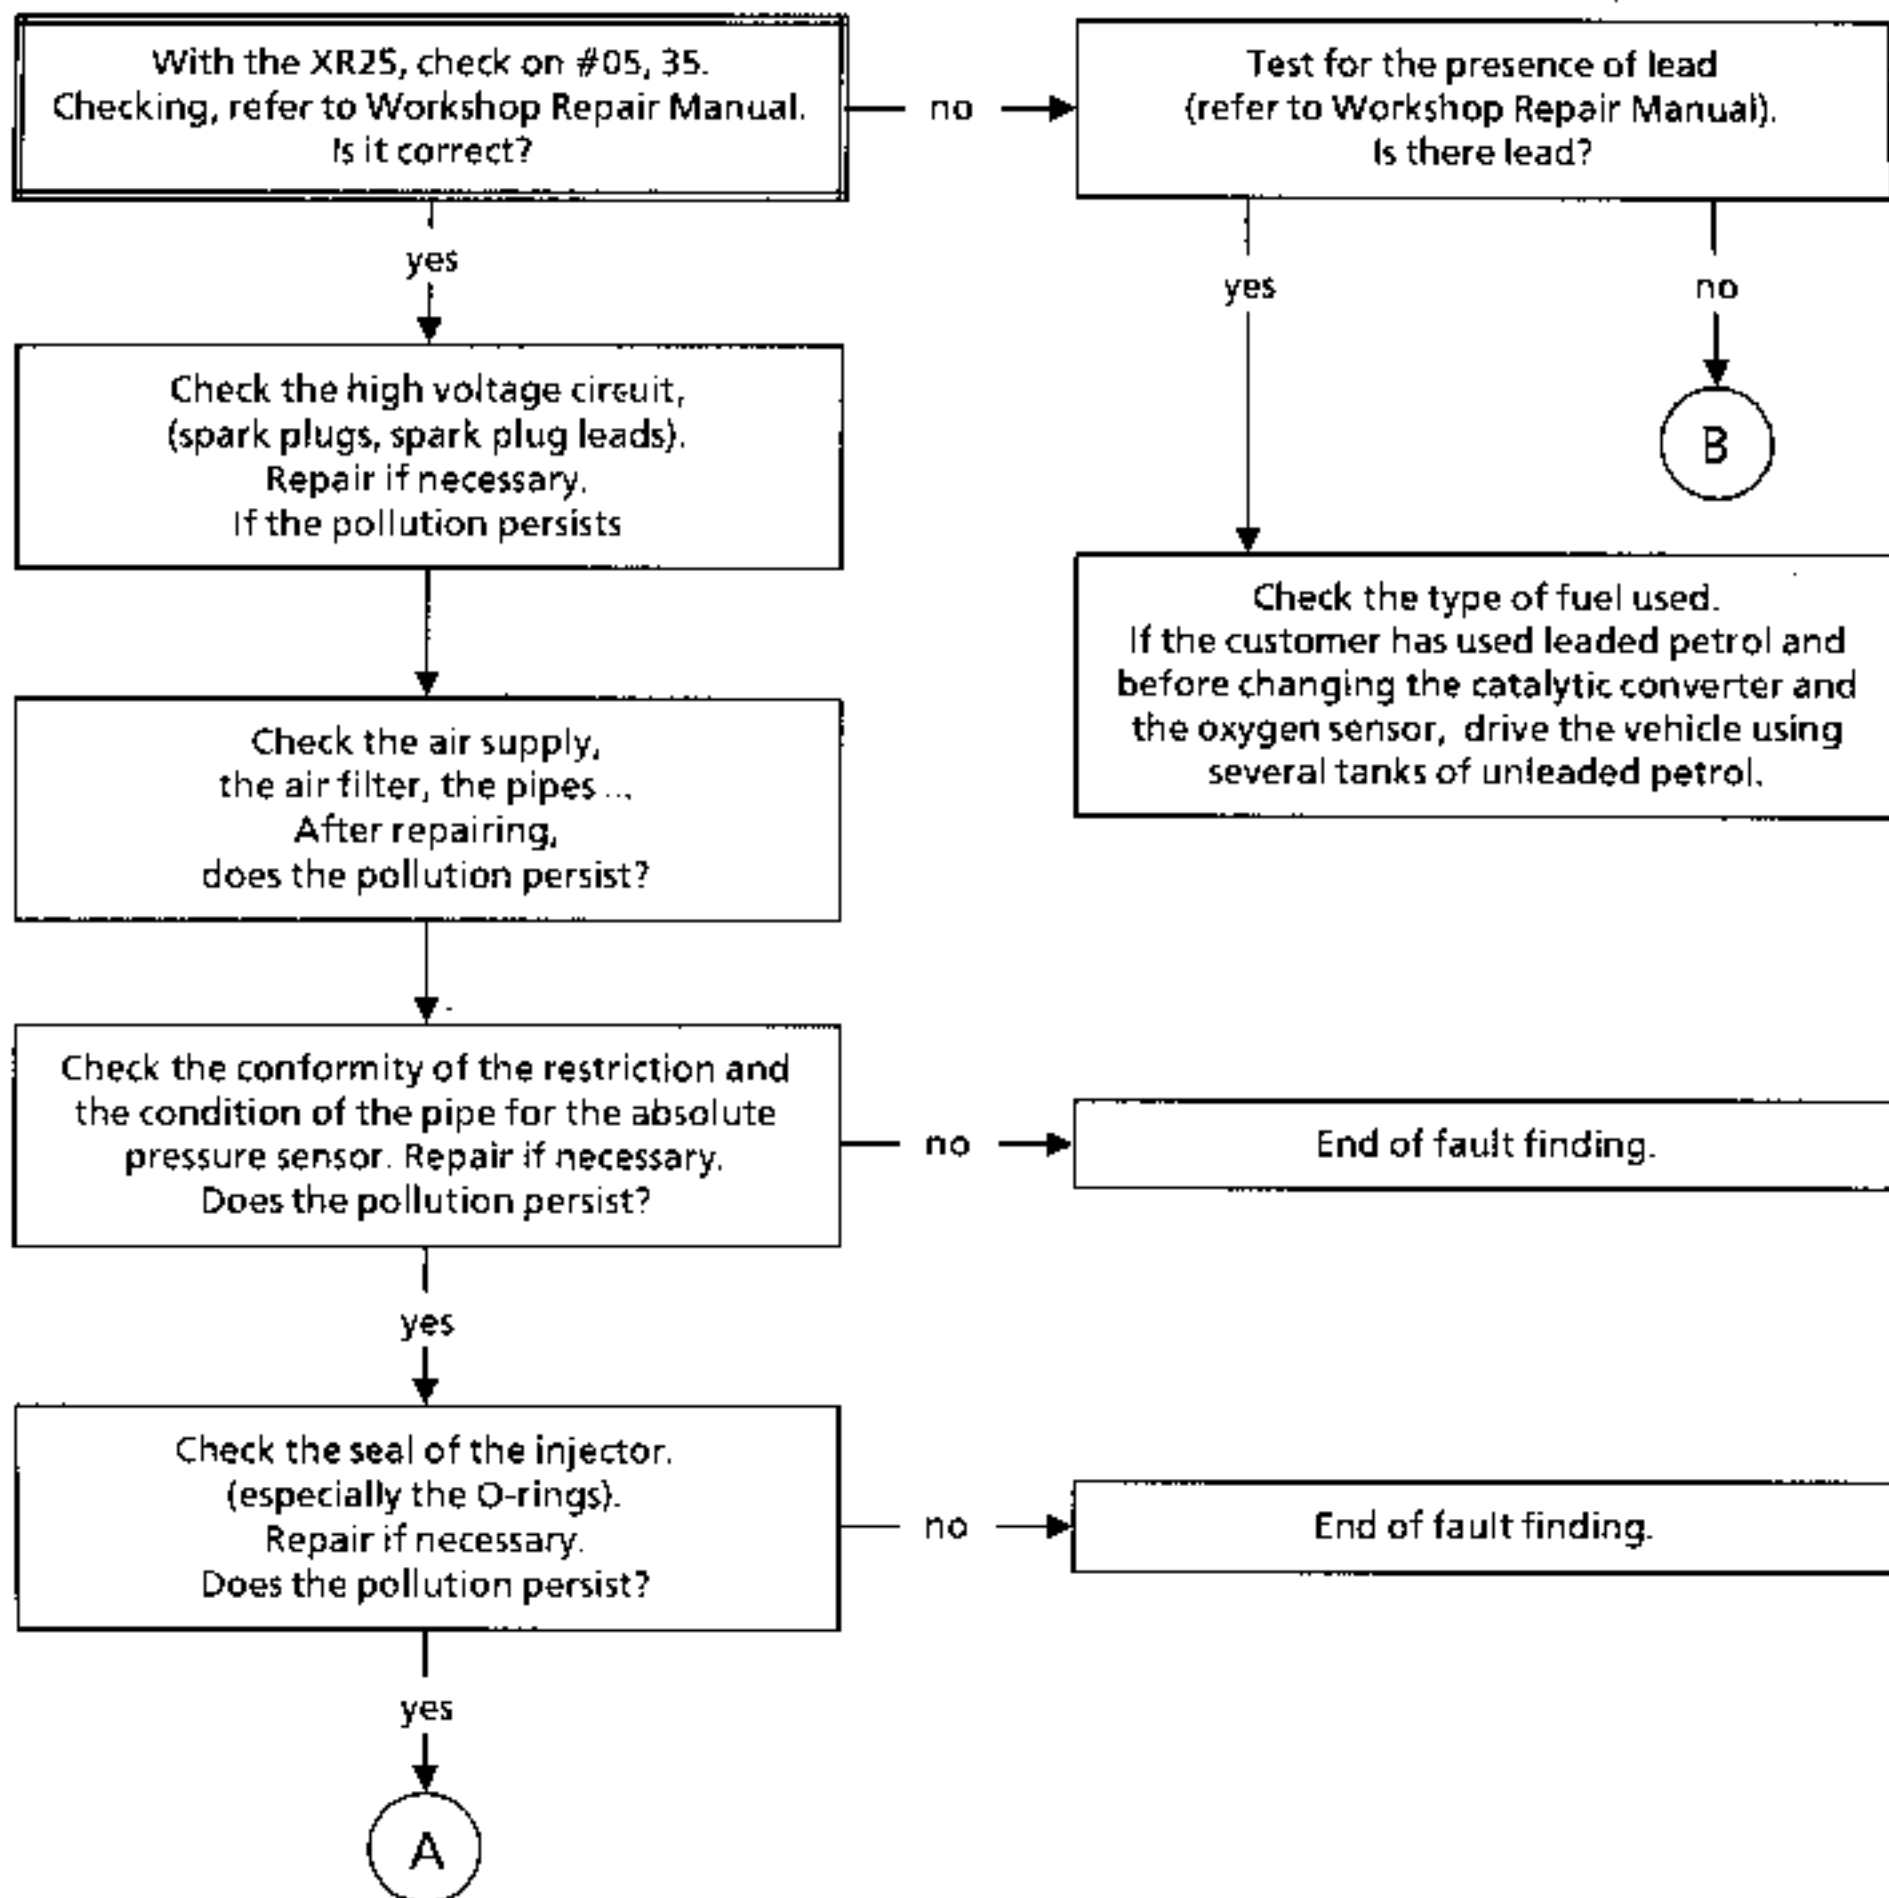 With the XR25, check on #05, 35.
Checking, refer to Workshop Repair Manual.
Is it correct?
no
Test for the presence of lead
(refer to Workshop Repair Manual).
Is there lead?
yes
yes
no
Check the high voltage circuit,
(spark plugs, spark plug leads).
Repair if necessary.
If the pollution persists
B
Check the type of fuel used.
If the customer has used leaded petrol and
before changing the catalytic converter and
the oxygen sensor, drive the vehicle using
several tanks of unleaded petrol.
Check the air supply,
the air filter, the pipes ...
After repairing,
does the pollution persist?
Check the conformity of the restriction and
the condition of the pipe for the absolute
pressure sensor. Repair if necessary.
Does the pollution persist?
no
End of fault finding.
yes
Check the seal of the injector.
(especially the O-rings).
Repair if necessary.
Does the pollution persist?
no
End of fault finding.
yes
A